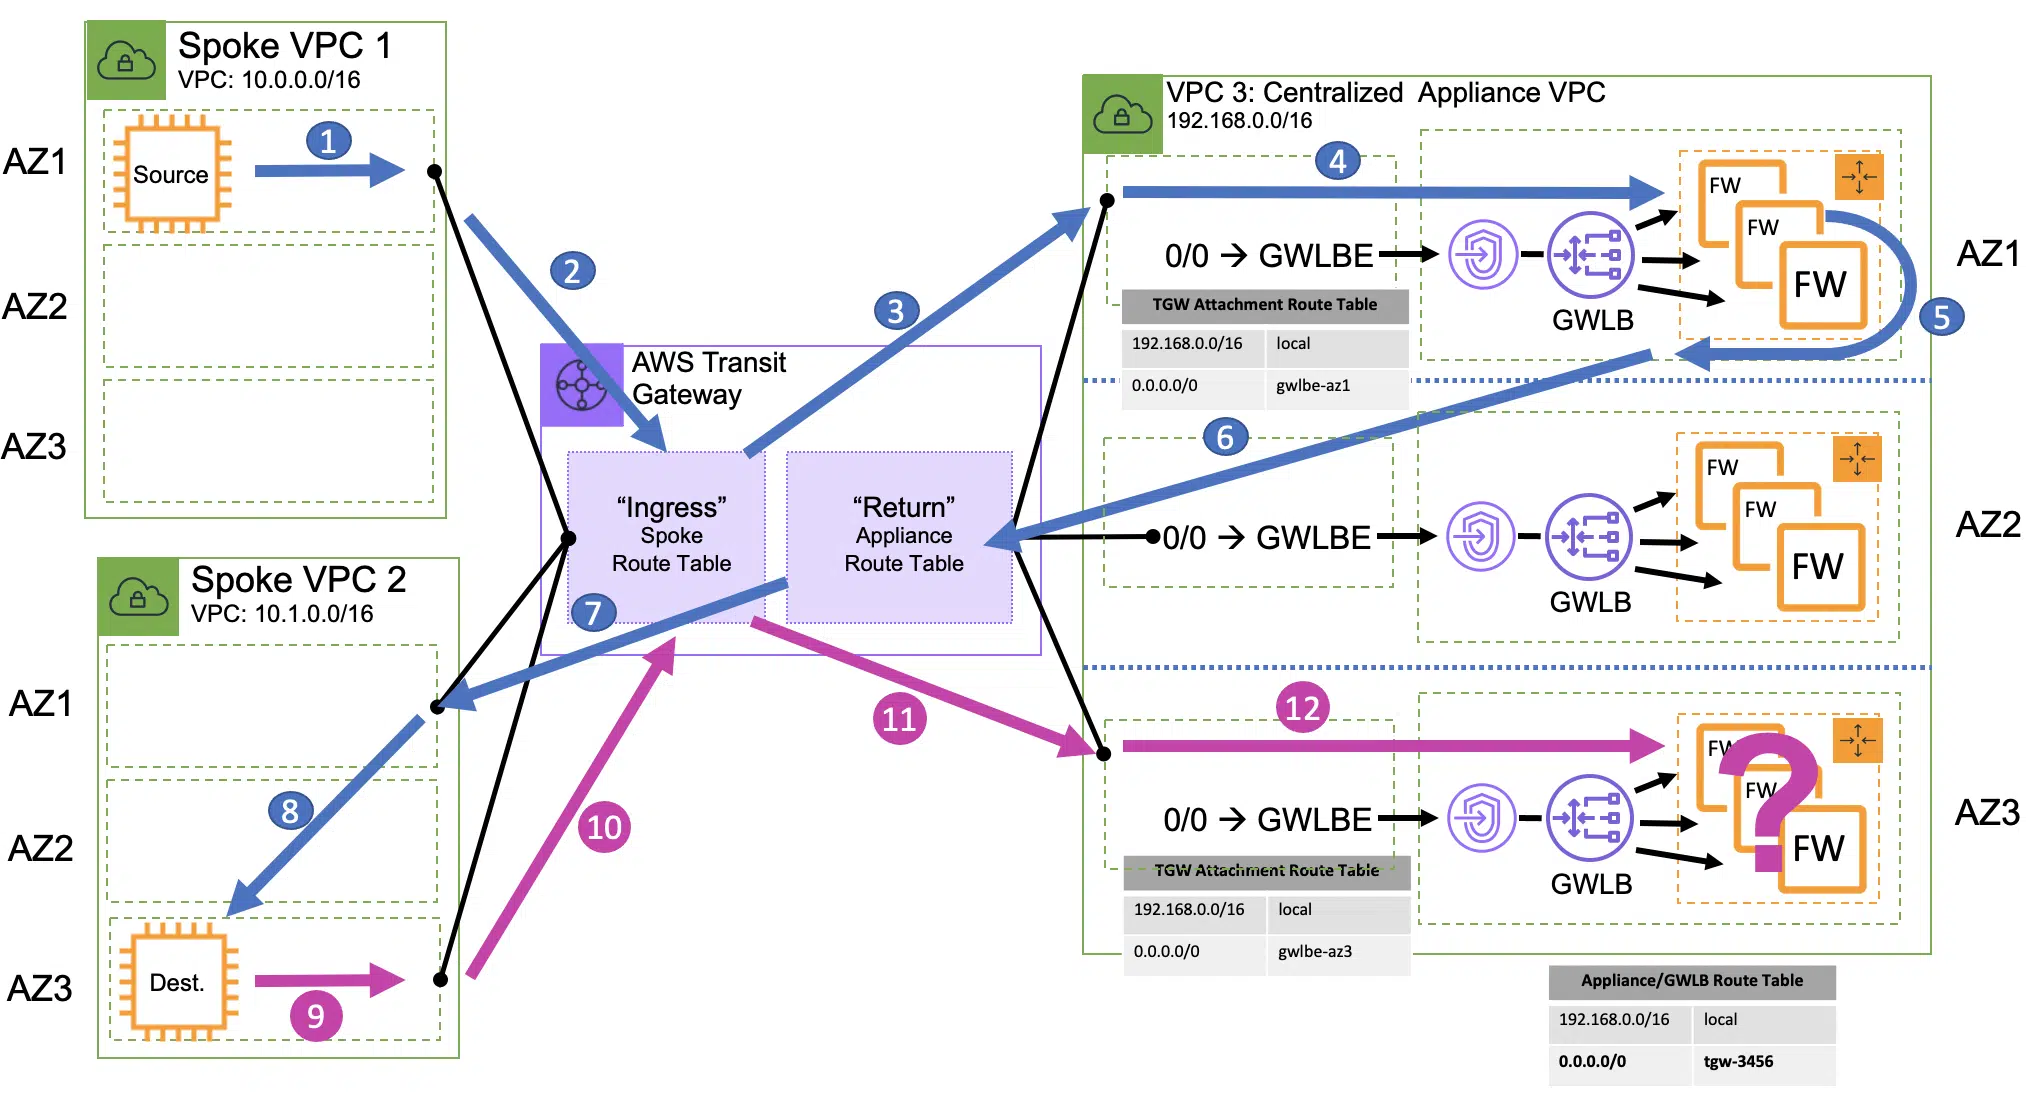 Spoke VPC 1
VPC: 10.0.0.0/16
AZ1
Source
1
AZ2
AZ3
2
3
AWS Transit
Gateway
“Ingress”
Spoke
Route Table
“Return”
Appliance
Route Table
Spoke VPC 2
VPC: 10.1.0.0/16
AZ1
AZ2
AZ3
7
8
Dest.
9
10
11
VPC 3: Centralized Appliance VPC
192.168.0.0/16
4
0/0 → GWLBE
GWLB
FW
FW
FW
AZ1
5
TGW Attachment Route Table
192.168.0.0/16 local
0.0.0.0/0 gwlbe-az1
6
0/0 → GWLBE
GWLB
FW
FW
FW
AZ2
12
0/0 → GWLBE
GWLB
FW
FW
FW
?
AZ3
TGW Attachment Route Table
192.168.0.0/16 local
0.0.0.0/0 gwlbe-az3
Appliance/GWLB Route Table
192.168.0.0/16 local
0.0.0.0/0 tgw-3456